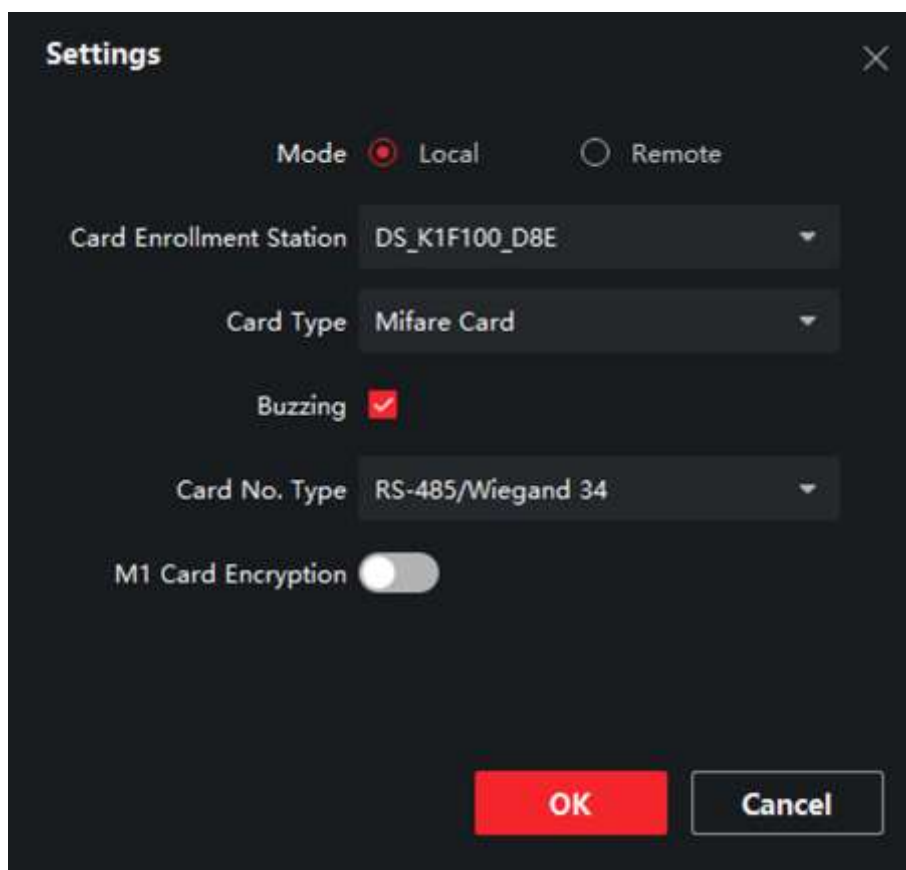 Settings
Mode Local Remote
Card Enrollment Station DS_K1F100_D8E
Card Type Mifare Card
Buzzing
Card No. Type RS-485/Wiegand 34
M1 Card Encryption
OK Cancel